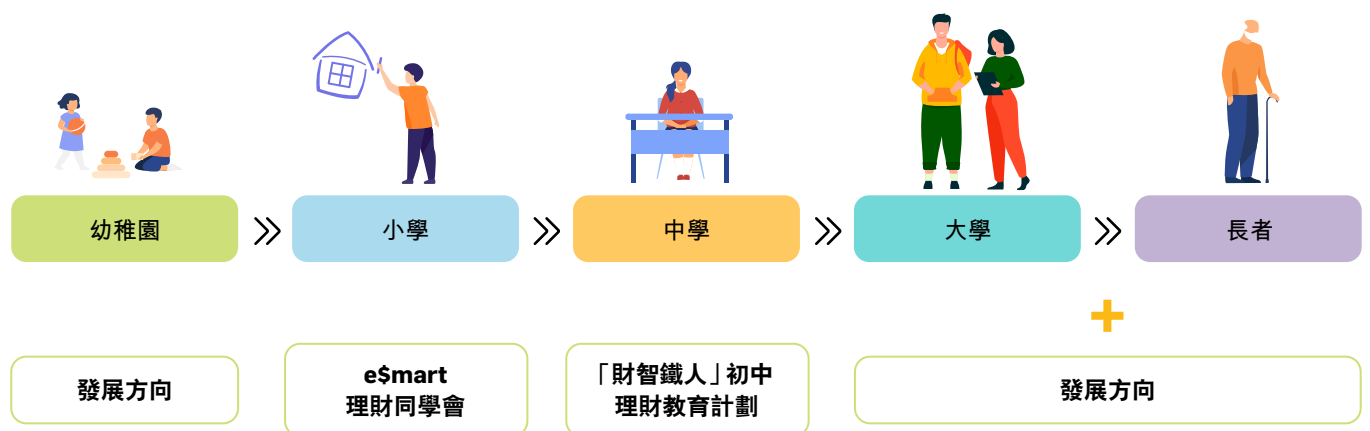 幼稚園
小學
中學
大學
長者
發展方向
e$mart
理財同學會
「財智鐵人」初中
理財教育計劃
發展方向